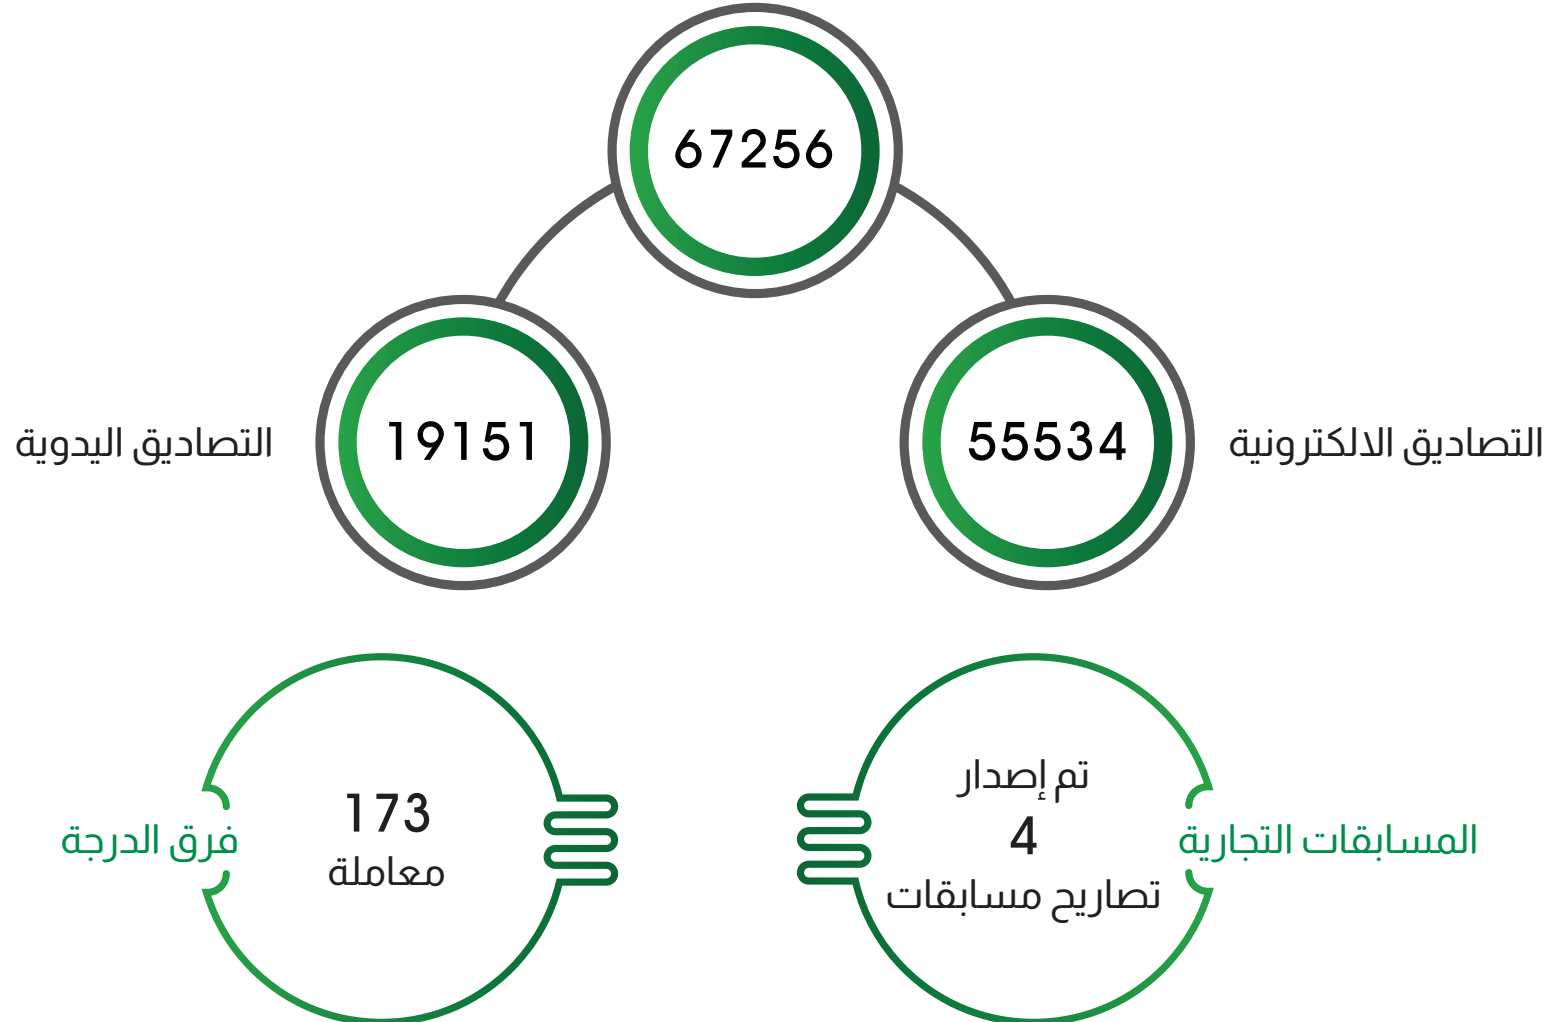 67256
55534
التصاديق الالكترونية
19151
التصاديق اليدوية
المسابقات التجارية
تم إصدار
4
تصاريح مسابقات
فرق الدرجة
173
معاملة